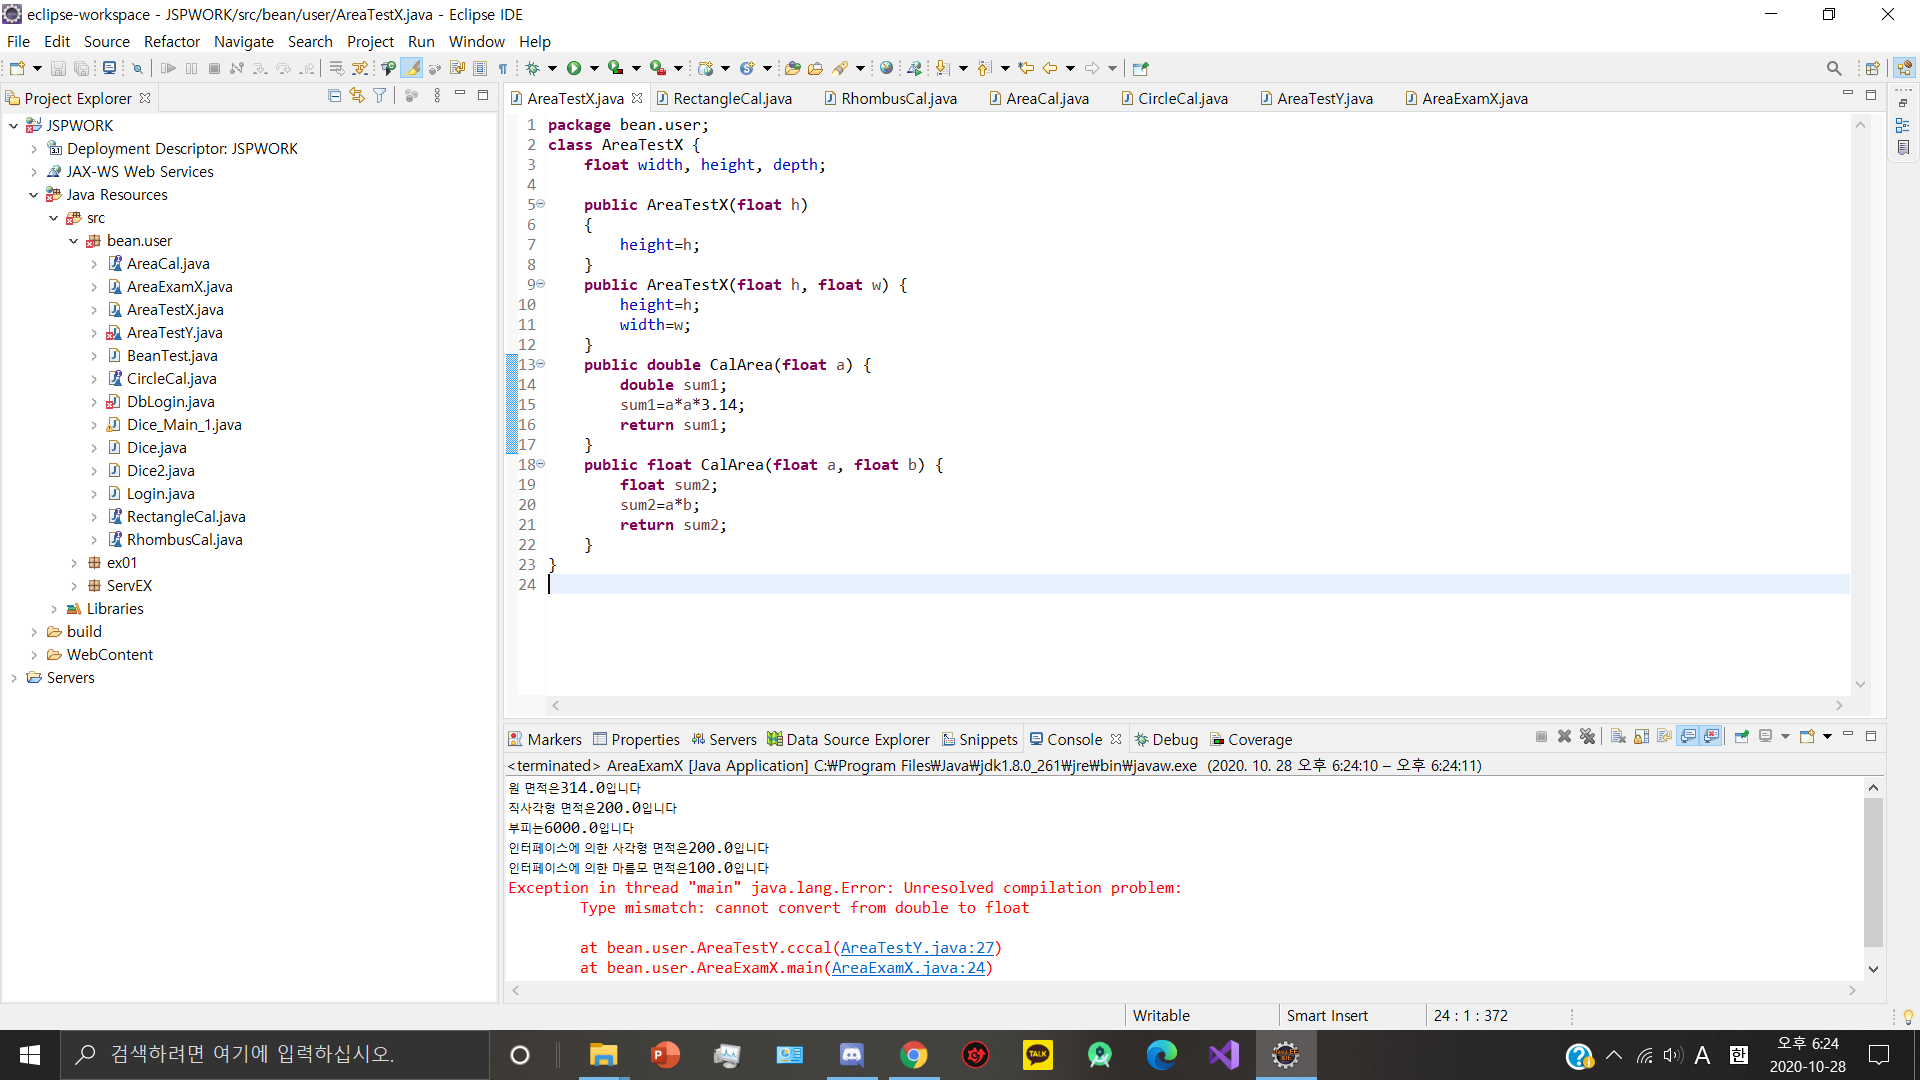 eclipse-workspace - JSPWORK/src/bean/user/AreaTestX.java - Eclipse IDE
File Edit Source Refactor Navigate Search Project Run Window Help
Project Explorer
JSPWORK
Deployment Descriptor: JSPWORK
JAX-WS Web Services
Java Resources
src
bean.user
AreaCal.java
AreaExamX.java
AreaTestX.java
AreaTestY.java
BeanTest.java
CircleCal.java
DbLogin.java
Dice_Main_1.java
Dice.java
Dice2.java
Login.java
RectangleCal.java
RhombusCal.java
ex01
ServEX
Libraries
build
WebContent
Servers
AreaTestX.java RectangleCal.java RhombusCal.java AreaCal.java CircleCal.java AreaTestY.java AreaExamX.java
1 package bean.user;
2 class AreaTestX {
3 float width, height, depth;
4
5 public AreaTestX(float h)
6 {
7 height=h;
8 }
9 public AreaTestX(float h, float w) {
10 height=h;
11 width=w;
12 }
13 public double CalArea(float a) {
14 double sum1;
15 sum1=a*a*3.14;
16 return sum1;
17 }
18 public float CalArea(float a, float b) {
19 float sum2;
20 sum2=a*b;
21 return sum2;
22 }
23 }
24
Markers Properties Servers Data Source Explorer Snippets Console Debug Coverage
<terminated> AreaExamX [Java Application] C:₩Program Files₩Java₩jdk1.8.0_261₩jre₩bin₩javaw.exe (2020. 10. 28 오후 6:24:10 – 오후 6:24:11)
원 면적은314.0입니다
직사각형 면적은200.0입니다
부피는6000.0입니다
인터페이스에 의한 사각형 면적은200.0입니다
인터페이스에 의한 마름모 면적은100.0입니다
Exception in thread "main" java.lang.Error: Unresolved compilation problem:
Type mismatch: cannot convert from double to float
at bean.user.AreaTestY.cccal(AreaTestY.java:27)
at bean.user.AreaExamX.main(AreaExamX.java:24)
Writable Smart Insert 24 : 1 : 372
검색하려면 여기에 입력하십시오.
TALK
A 한
오후 6:24
2020-10-28